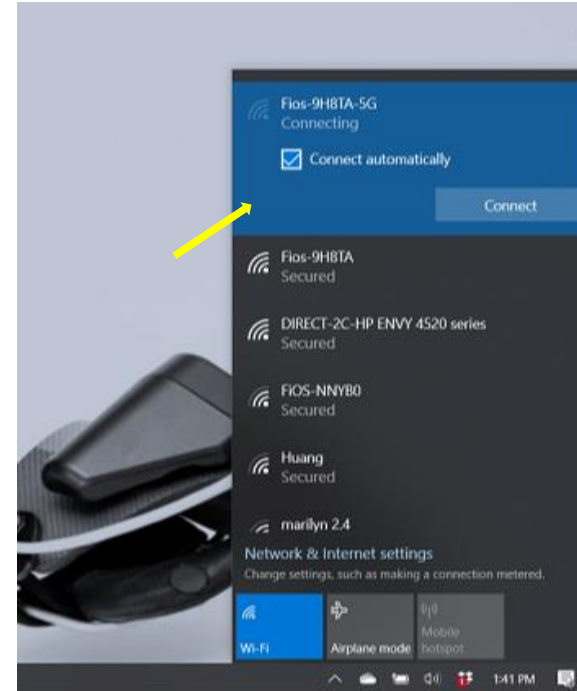 Fios-9H8TA-5G
Connecting
Connect automatically
Connect
Fios-9H8TA
Secured
DIRECT-2C-HP ENVY 4520 series
Secured
FiOS-NNYB0
Secured
Huang
Secured
marilyn 2.4
Network & Internet settings
Change settings, such as making a connection metered.
Wi-Fi
Airplane mode
Mobile
hotspot
1:41 PM